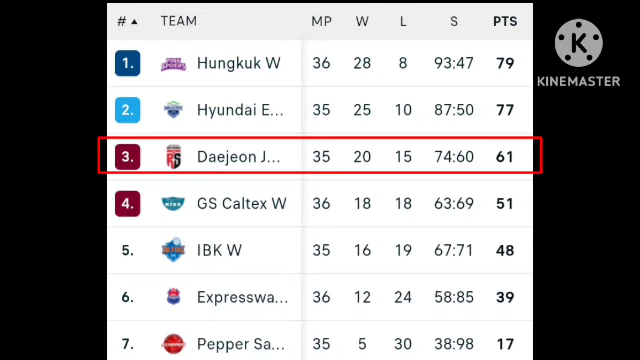 # ▲ TEAM MP W L S PTS
1. Hungkuk W 36 28 8 93:47 79
2. Hyundai E... 35 25 10 87:50 77
3. RS Daejeon J... 35 20 15 74:60 61
4. GS Caltex W 36 18 18 63:69 51
5. IBK W 35 16 19 67:71 48
6. Expresswa... 36 12 24 58:85 39
7. Pepper Sa... 35 5 30 38:98 17
K
KINEMASTER